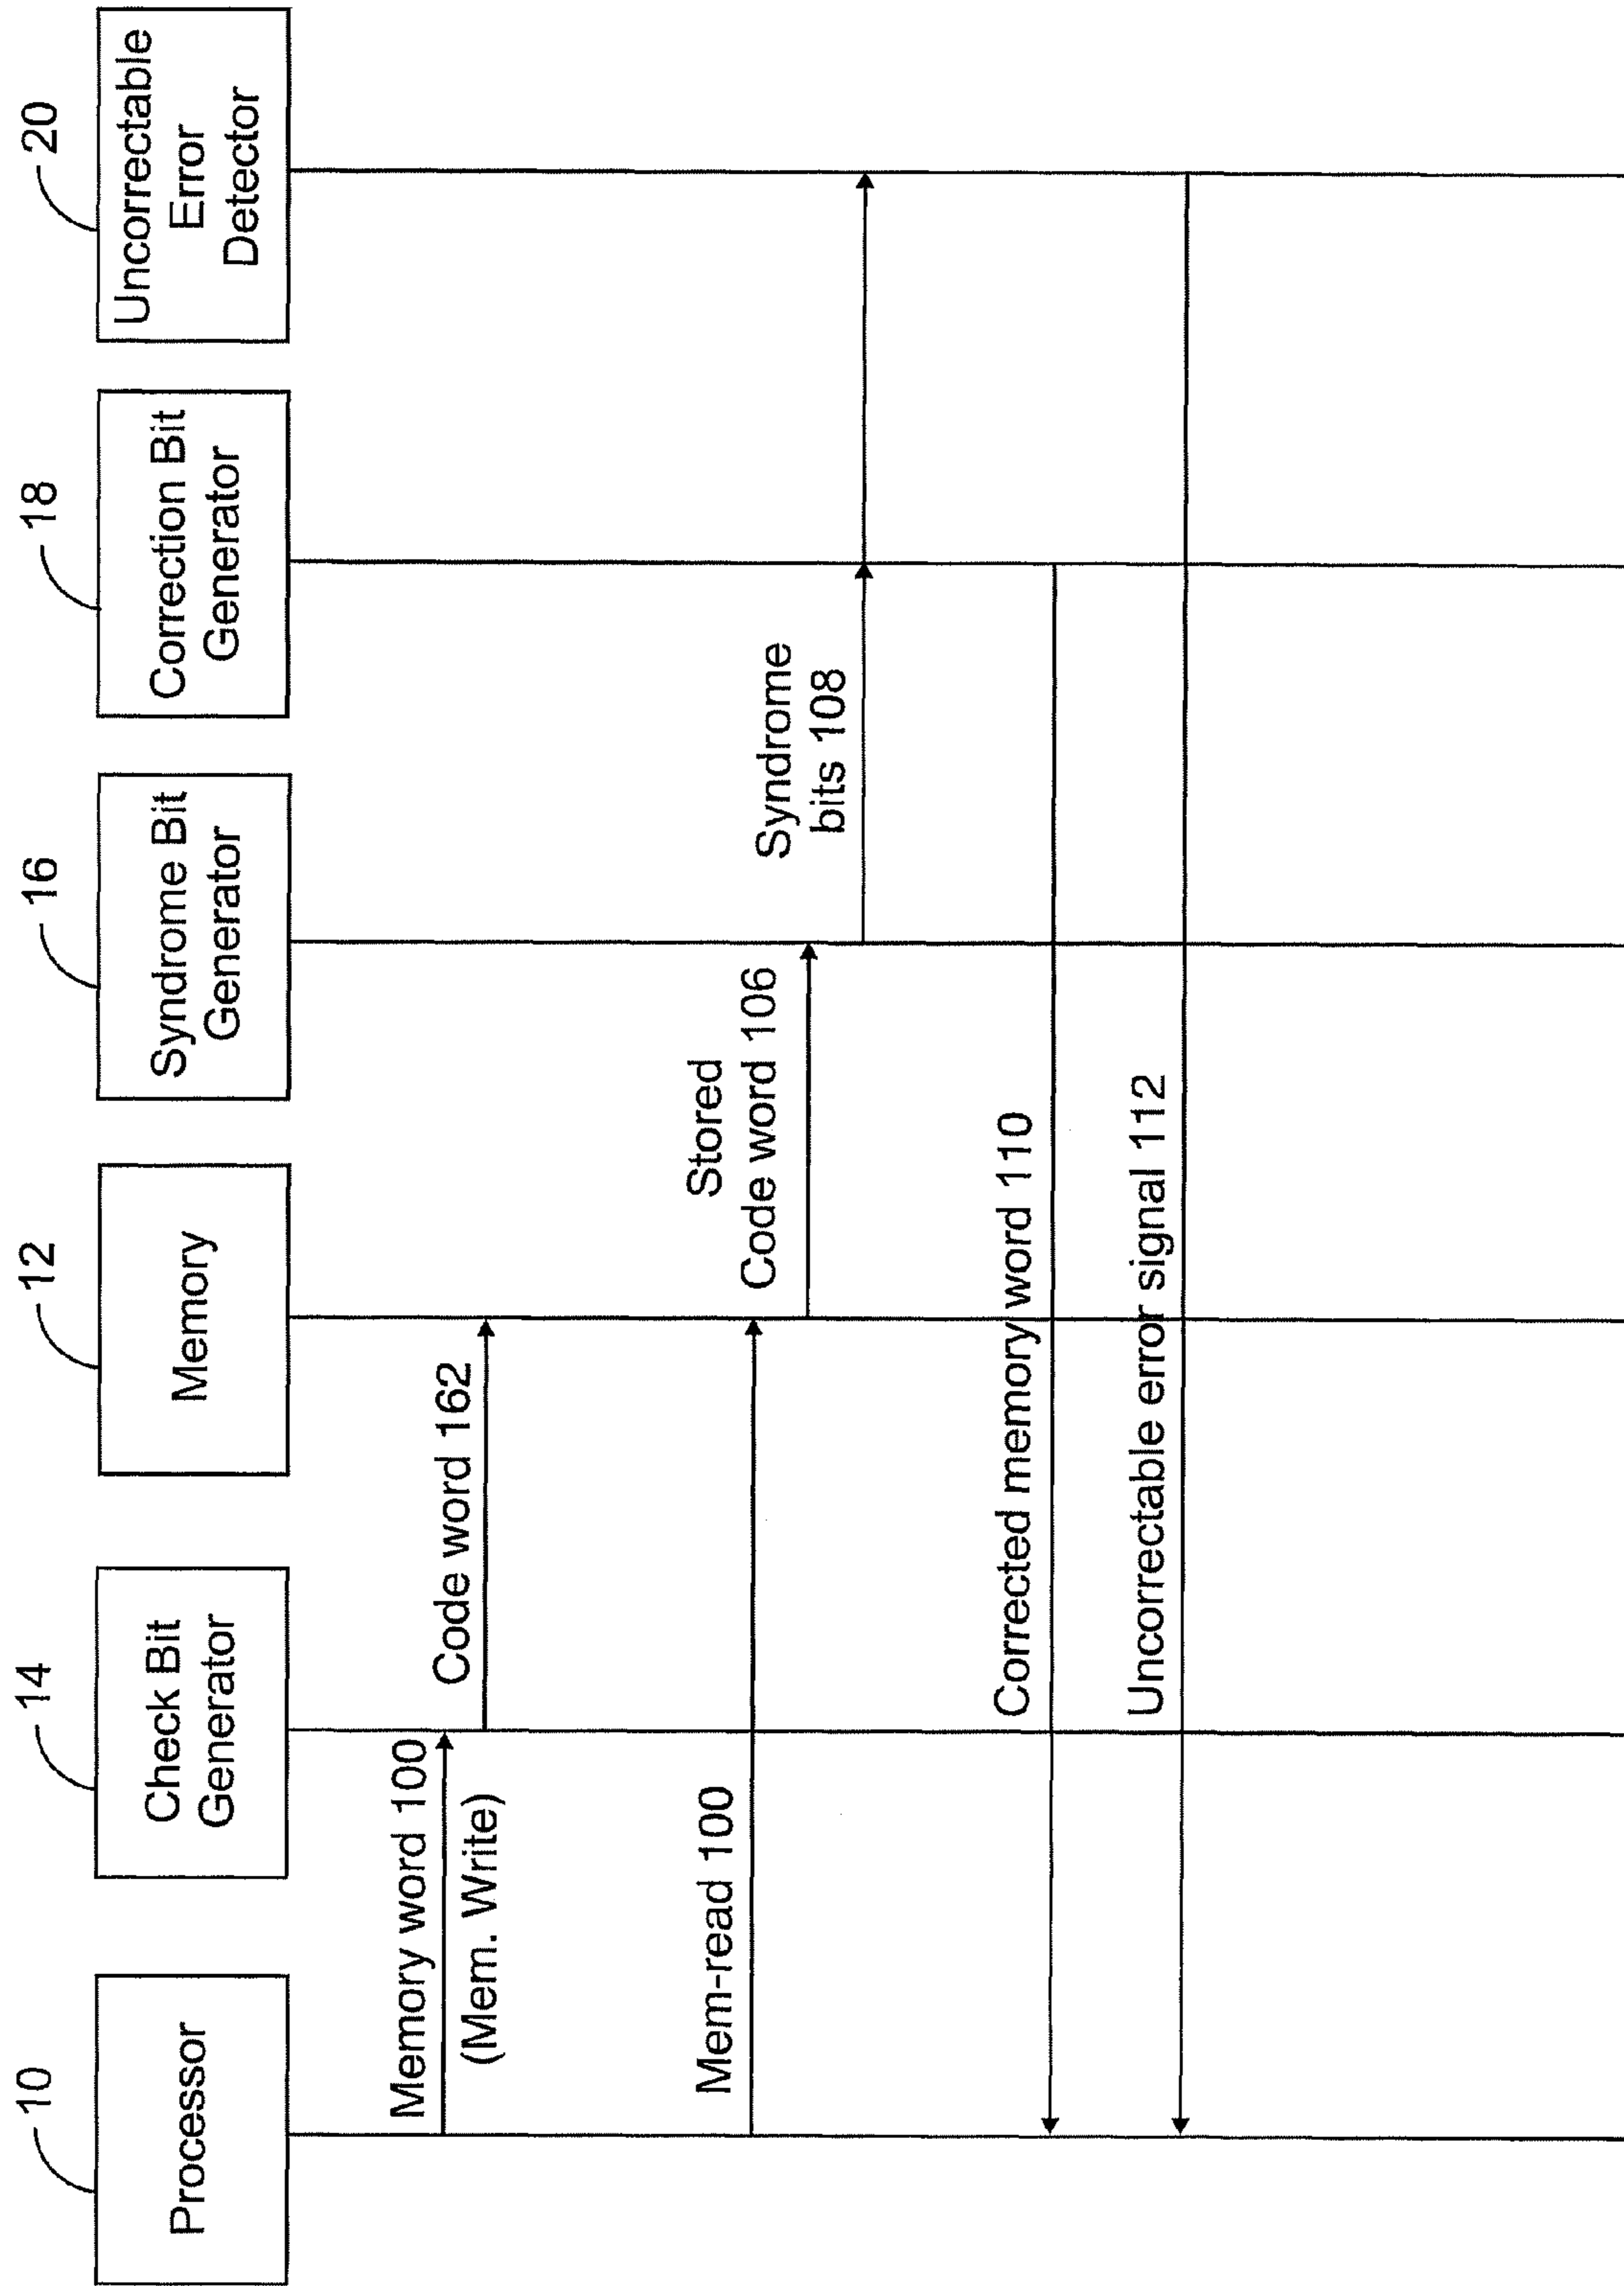 10
Processor
14
Check Bit
Generator
12
Memory
16
Syndrome Bit
Generator
18
Correction Bit
Generator
20
Uncorrectable
Error
Detector
Memory word 100
(Mem. Write)
Code word 162
Mem-read 100
Stored
Code word 106
Syndrome
bits 108
Corrected memory word 110
Uncorrectable error signal 112